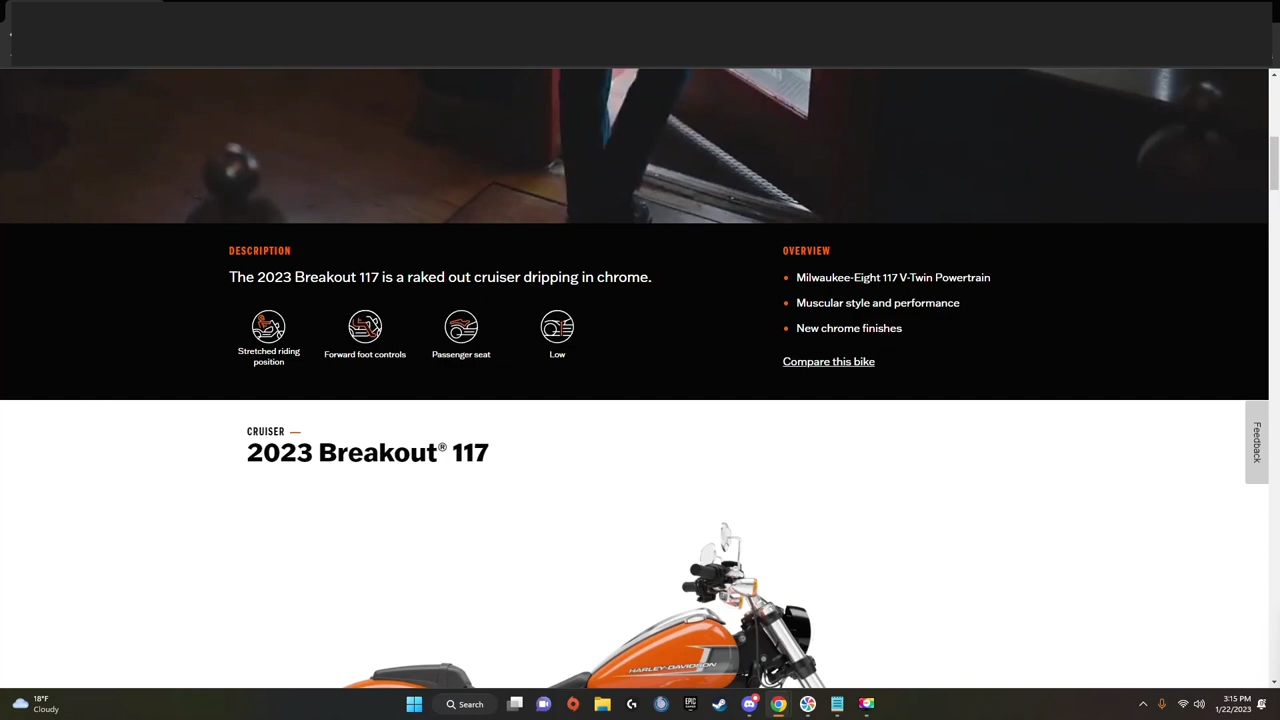 DESCRIPTION
The 2023 Breakout 117 is a raked out cruiser dripping in chrome.
Stretched riding
position
Forward foot controls
Passenger seat
Low
OVERVIEW
Milwaukee-Eight 117 V-Twin Powertrain
Muscular style and performance
New chrome finishes
Compare this bike
Feedback
CRUISER —
2023 Breakout® 117
HARLEY-DAVIDSON
18°F
Cloudy
Search
EPIC
GAMES
3:15 PM
1/22/2023